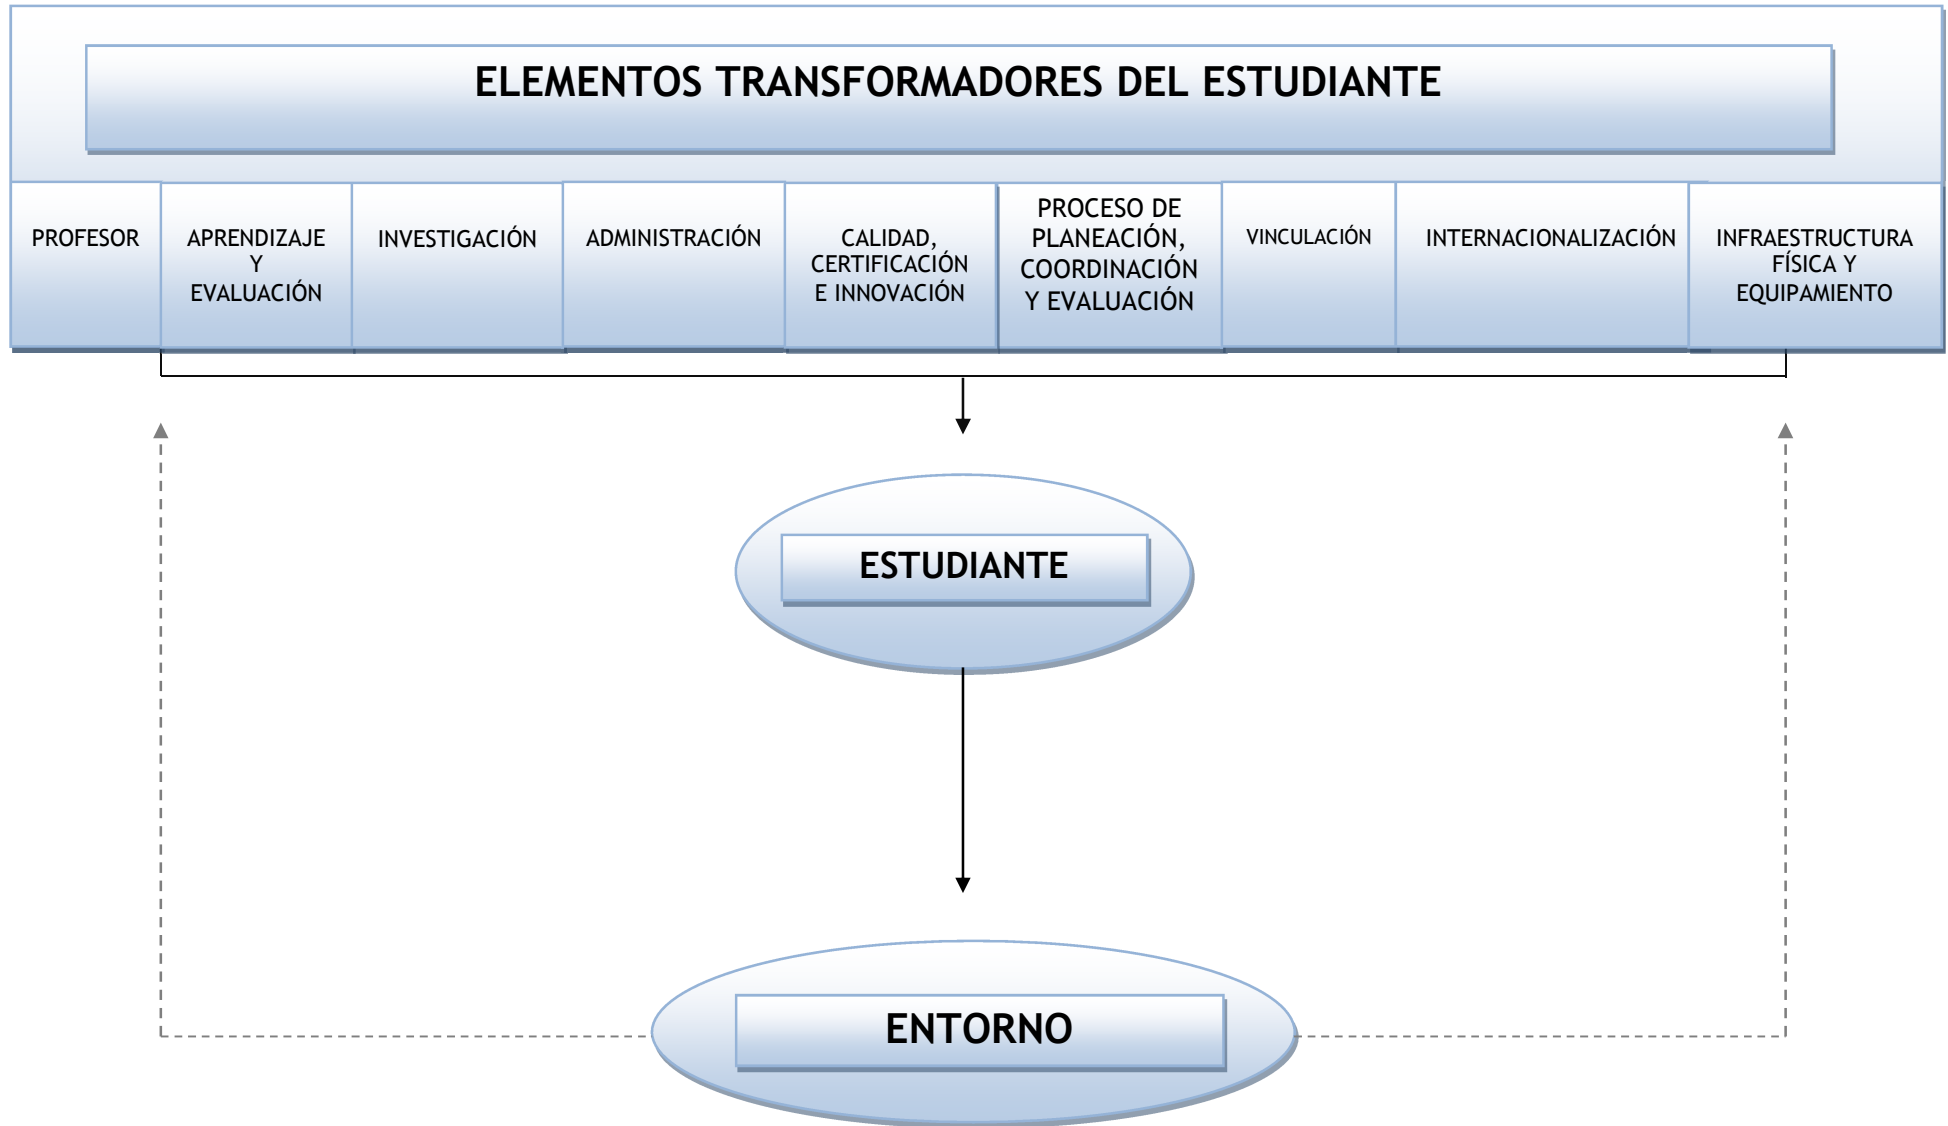 ELEMENTOS TRANSFORMADORES DEL ESTUDIANTE
PROFESOR
APRENDIZAJE
Y
EVALUACIÓN
INVESTIGACIÓN
ADMINISTRACIÓN
CALIDAD,
CERTIFICACIÓN
E INNOVACIÓN
PROCESO DE
PLANEACIÓN,
COORDINACIÓN
Y EVALUACIÓN
VINCULACIÓN
INTERNACIONALIZACIÓN
INFRAESTRUCTURA
FÍSICA Y
EQUIPAMIENTO
ESTUDIANTE
ENTORNO